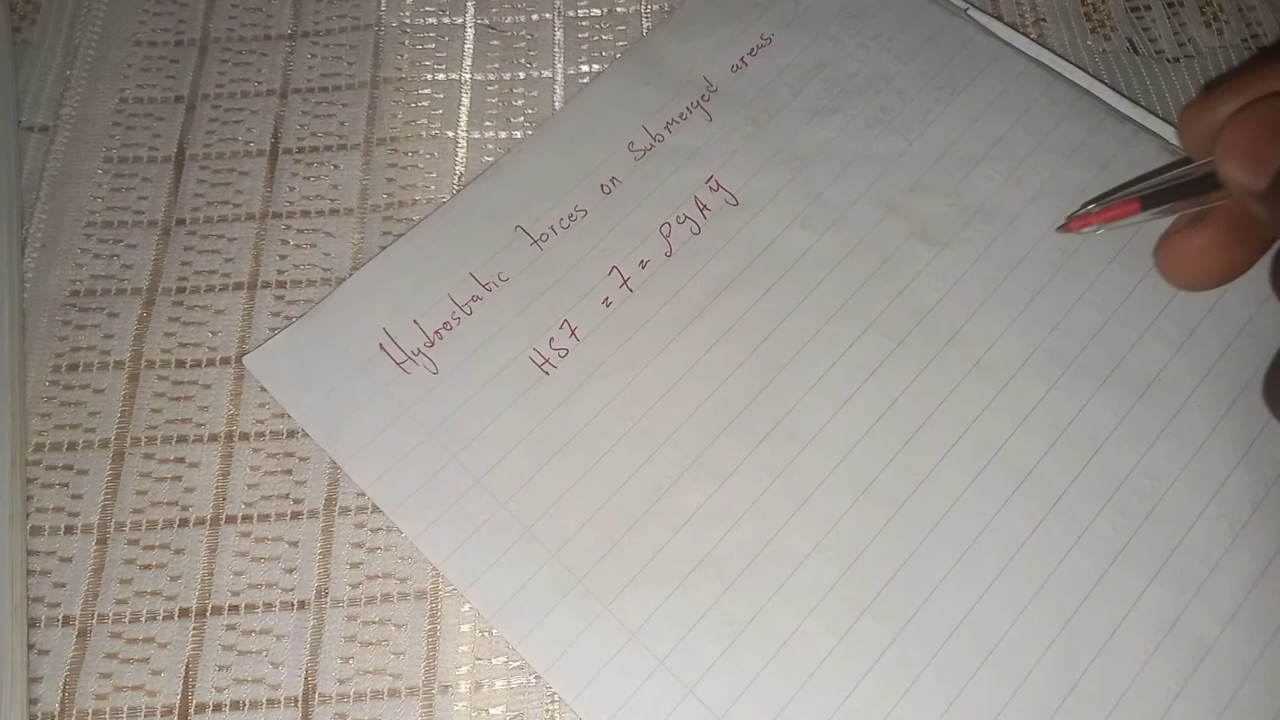 Hydrostatic forces on Submerged areas.
HSF = F = ρgAȳ